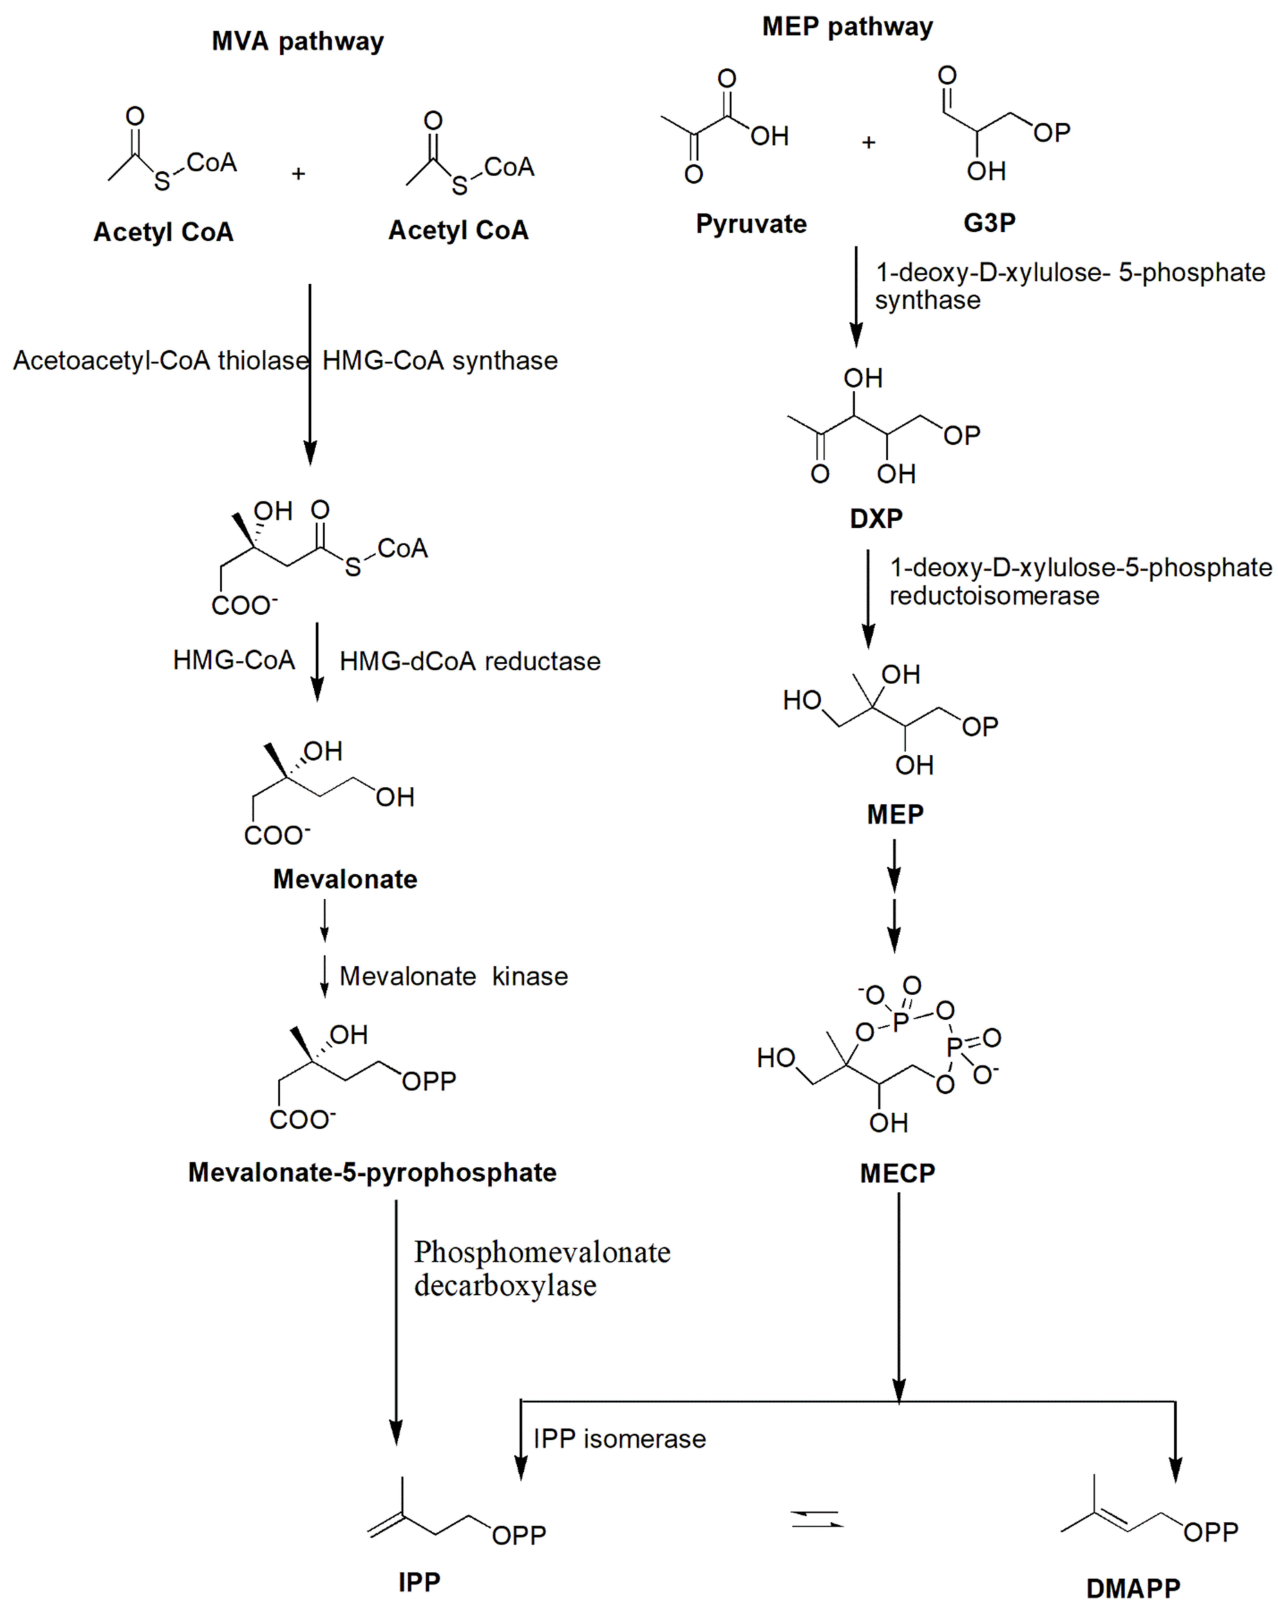 MVA pathway
MEP pathway
O
S
CoA
+
O
S
CoA
Acetyl CoA
Acetyl CoA
O
OH
O
+
O
OP
OH
Pyruvate
G3P
1-deoxy-D-xylulose- 5-phosphate
synthase
Acetoacetyl-CoA thiolase
HMG-CoA synthase
OH
OP
O
OH
DXP
OH
O
S
CoA
COO-
1-deoxy-D-xylulose-5-phosphate
reductoisomerase
HMG-CoA
HMG-dCoA reductase
HO
OH
OP
OH
MEP
OH
OH
COO-
Mevalonate
Mevalonate kinase
OH
OPP
COO-
Mevalonate-5-pyrophosphate
-O
O
P
O
O
P
O
O-
O
HO
OH
MECP
Phosphomevalonate
decarboxylase
IPP isomerase
OPP
IPP
OPP
DMAPP